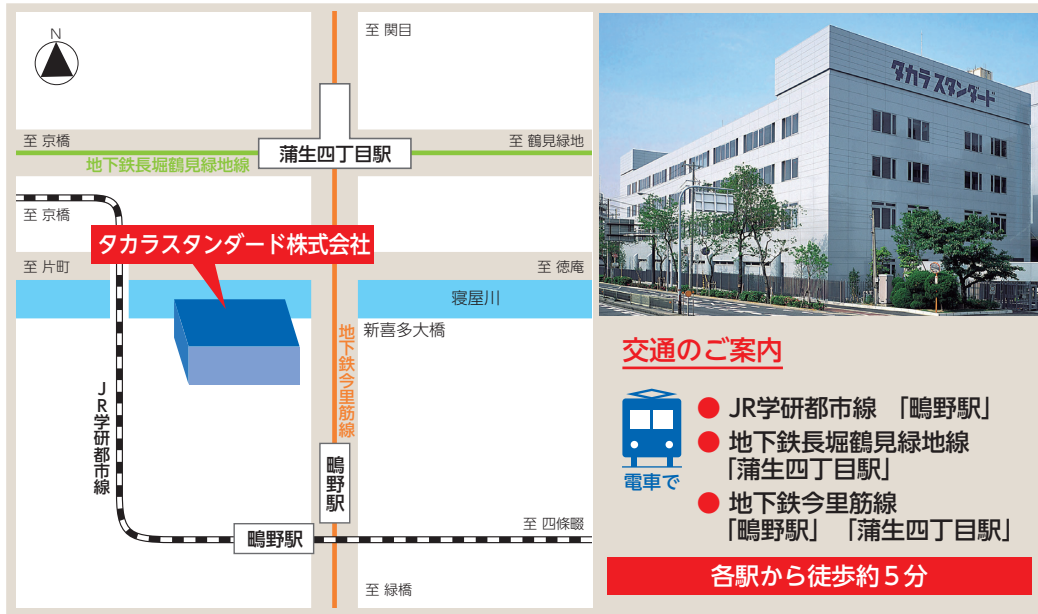 N
至 関目
至 京橋
地下鉄長堀鶴見緑地線
蒲生四丁目駅
至 鶴見緑地
至 京橋
タカラスタンダード株式会社
至 片町
至 徳庵
寝屋川
新喜多大橋
地下鉄今里筋線
JR学研都市線
鴫野駅
鴫野駅
至 四條畷
至 緑橋
タカラスタンダード
交通のご案内
電車で
● JR学研都市線 「鴫野駅」
● 地下鉄長堀鶴見緑地線
「蒲生四丁目駅」
● 地下鉄今里筋線
「鴫野駅」 「蒲生四丁目駅」
各駅から徒歩約5分